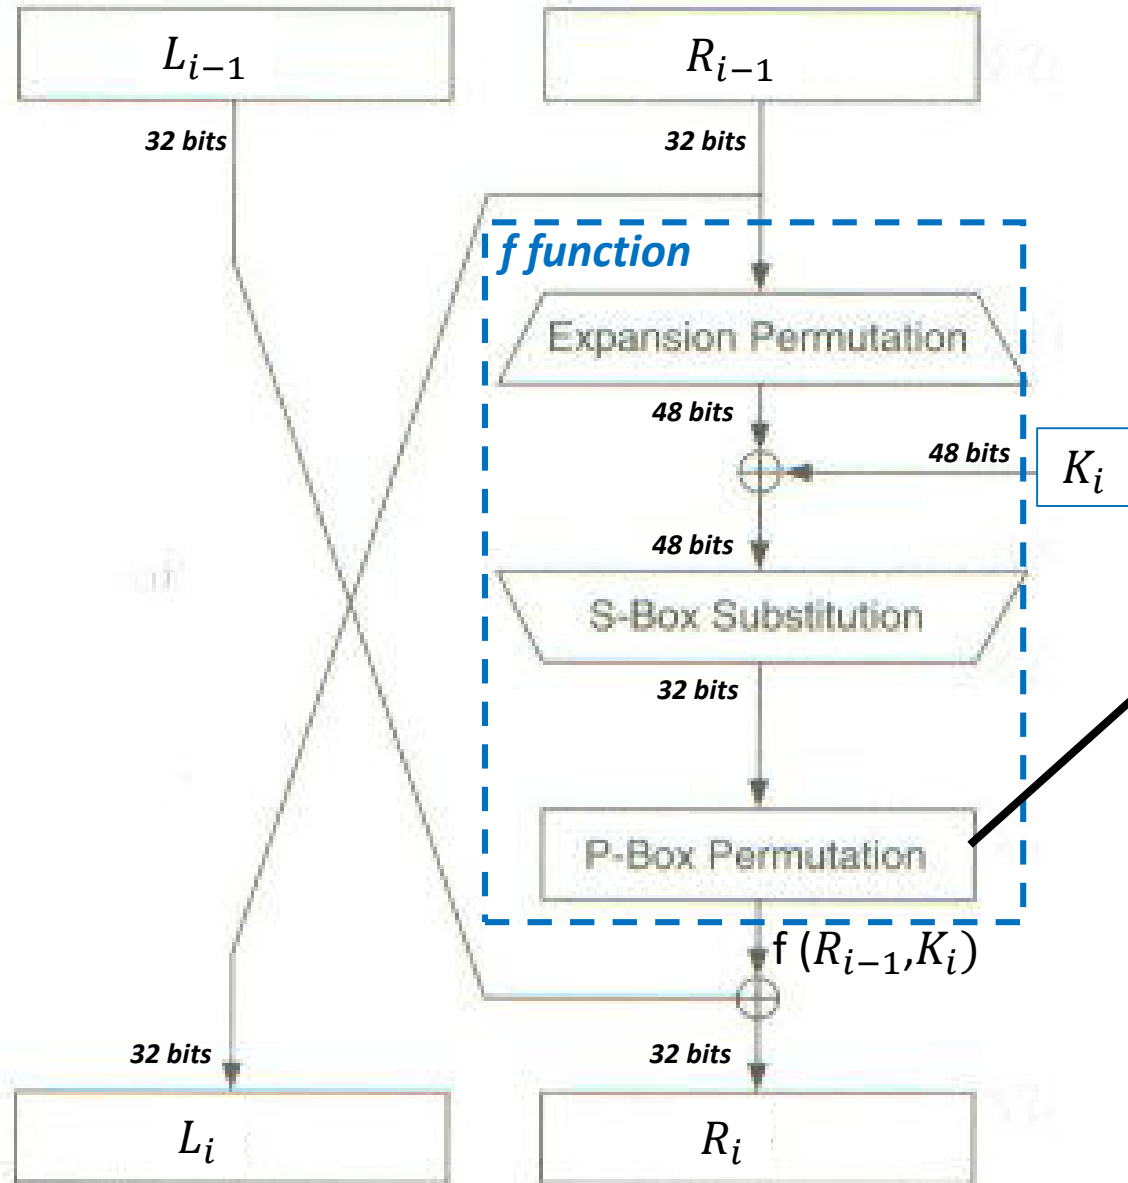 L_{i−1} R_{i−1}
32 bits 32 bits
f function
Expansion Permutation
48 bits
48 bits K_i
48 bits
S-Box Substitution
32 bits
P-Box Permutation
f (R_{i−1},K_i)
32 bits 32 bits
L_i R_i